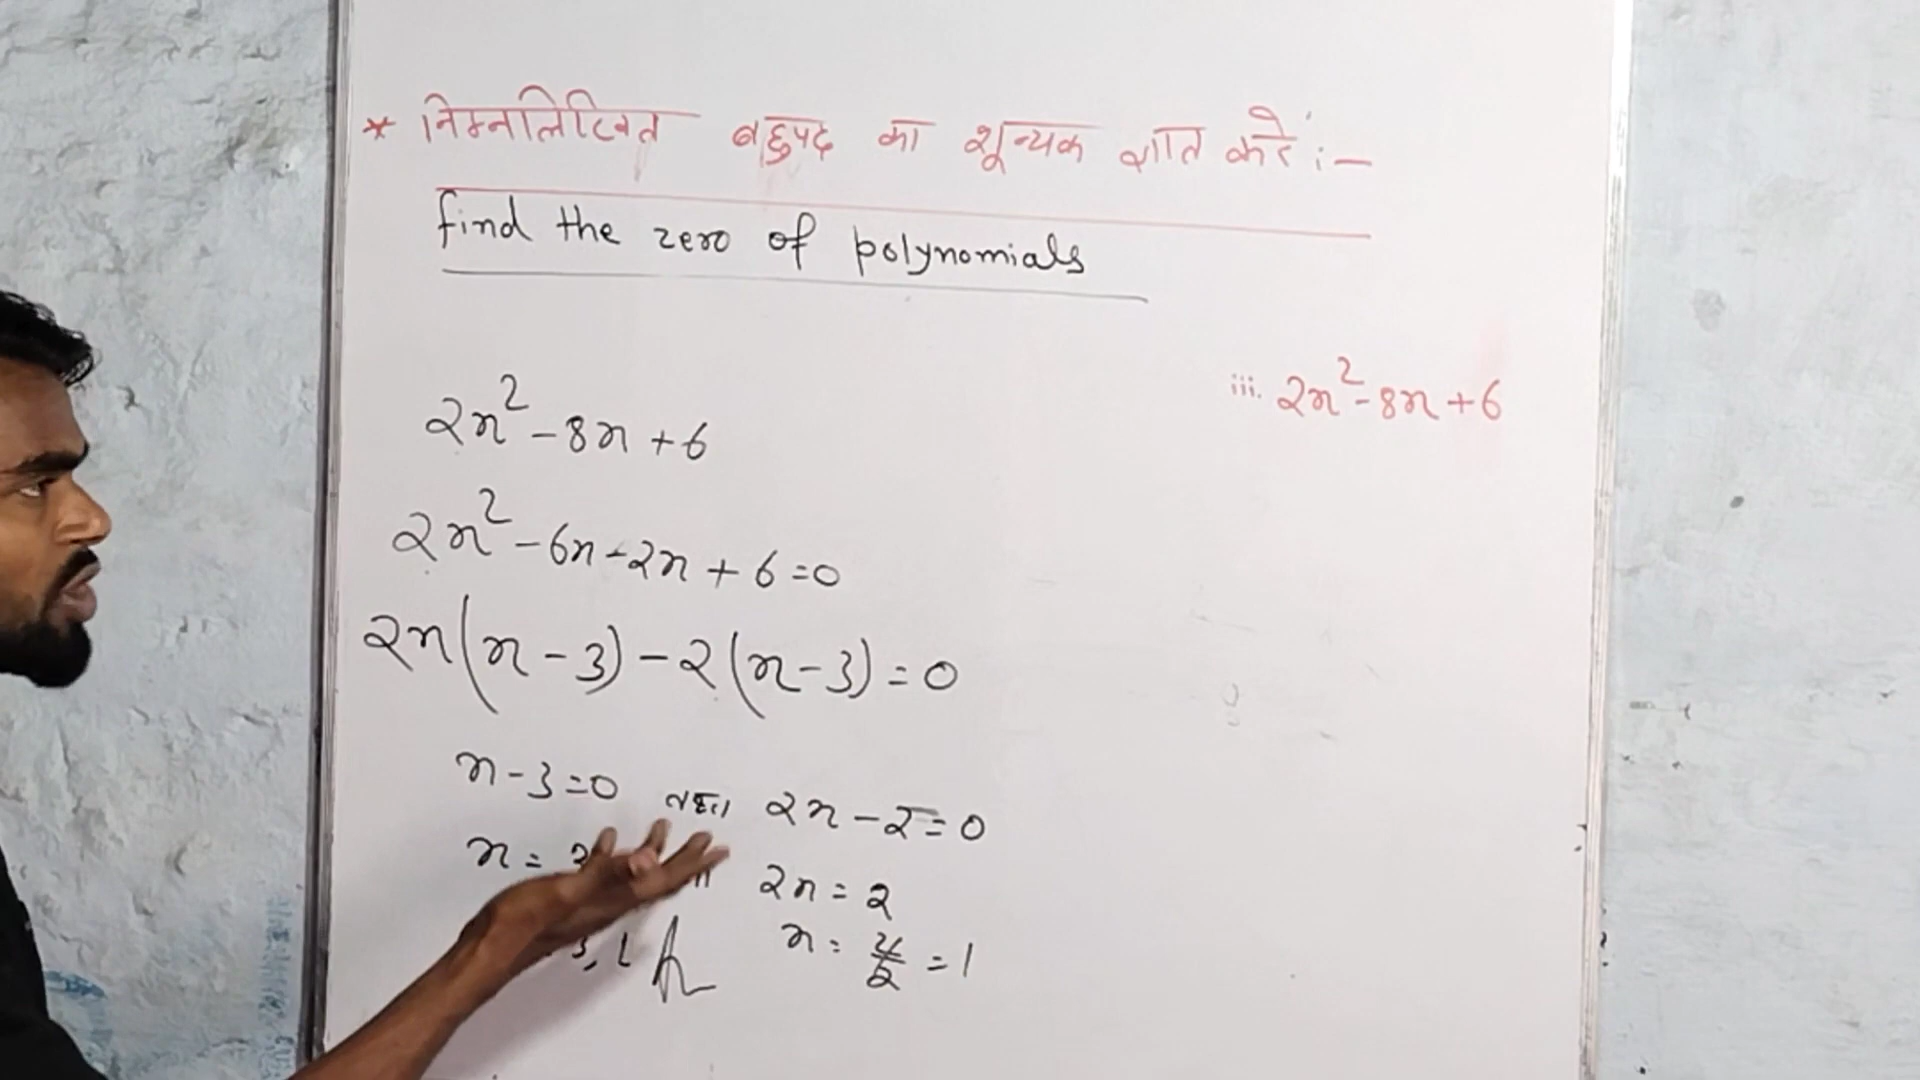 * निम्नलिखित बहुपद का शून्यक ज्ञात करें :-
find the zero of polynomials
iii. 2x² - 8x + 6
2x² - 8x + 6
2x² - 6x - 2x + 6 = 0
2x(x - 3) - 2(x - 3) = 0
x - 3 = 0 तथा 2x - 2 = 0
x = 3 2x = 2
3, 1 x = 2/2 = 1